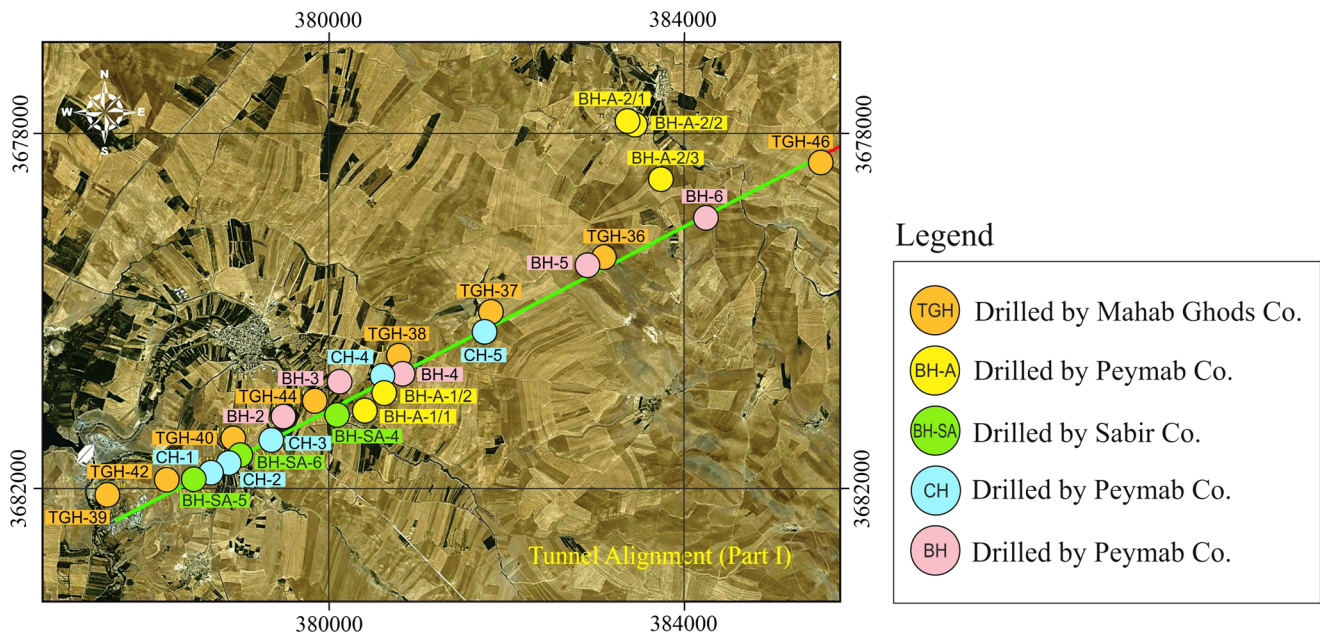 380000
384000
N
W
E
S
3678000
3678000
BH-A-2/1
BH-A-2/2
TGH-46
BH-A-2/3
BH-6
TGH-36
BH-5
TGH-37
TGH-38
CH-4
CH-5
BH-3
BH-4
TGH-44
BH-A-1/2
BH-2
BH-A-1/1
TGH-40
CH-3
BH-SA-4
CH-1
BH-SA-6
TGH-42
CH-2
BH-SA-5
TGH-39
3682000
3682000
Tunnel Alignment (Part I)
380000
384000
Legend
TGH Drilled by Mahab Ghods Co.
BH-A Drilled by Peymab Co.
BH-SA Drilled by Sabir Co.
CH Drilled by Peymab Co.
BH Drilled by Peymab Co.